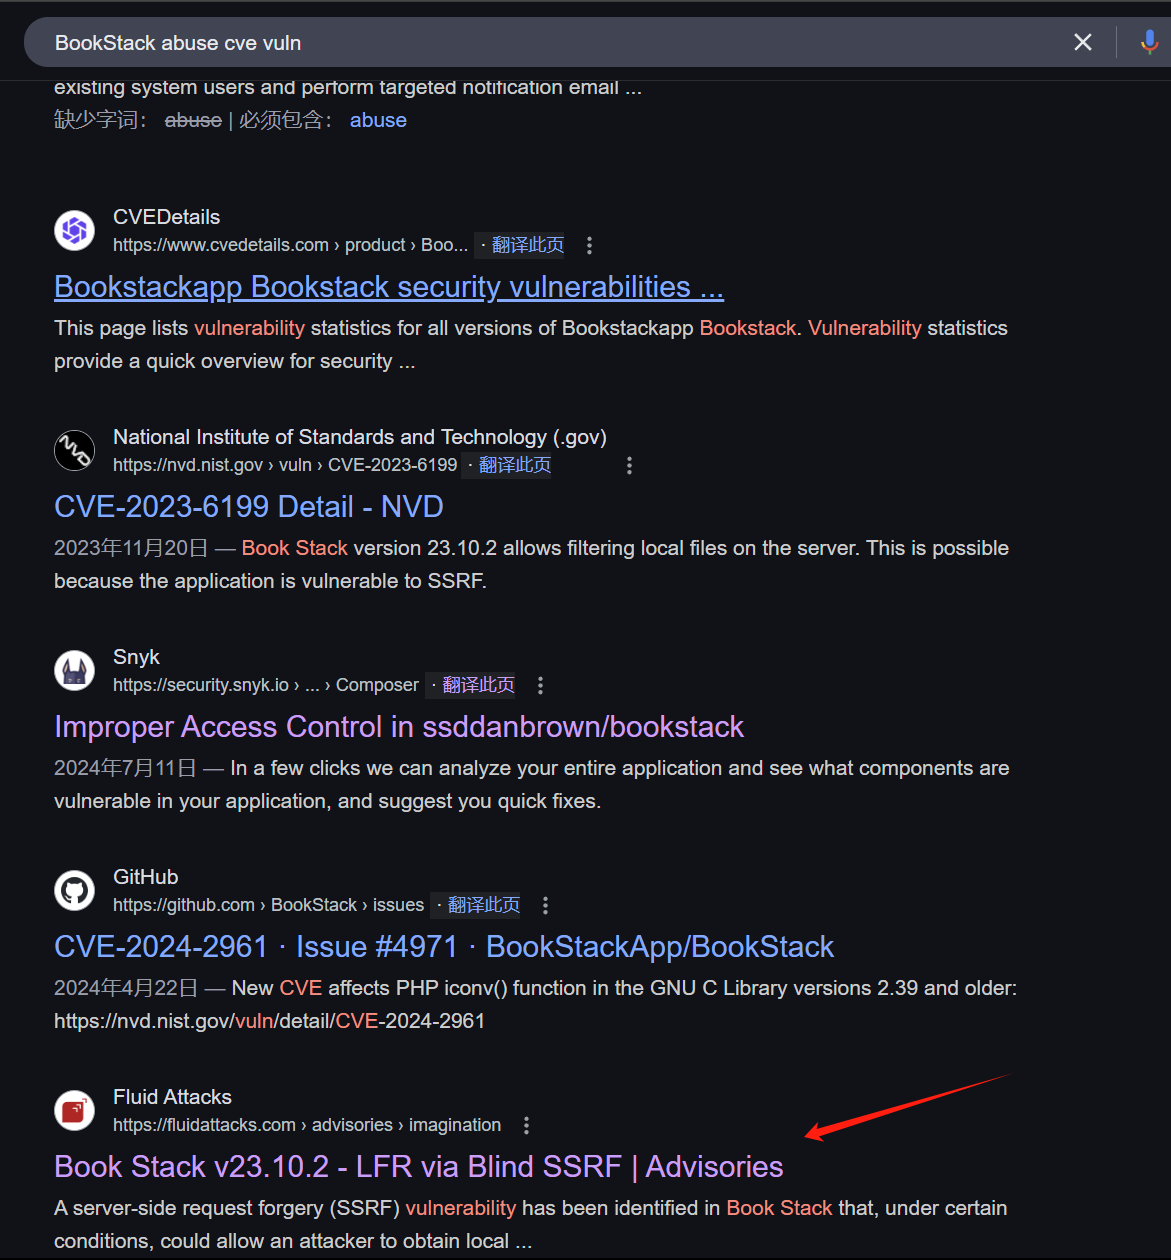 BookStack abuse cve vuln
existing system users and perform targeted notification email ...
缺少字词： abuse | 必须包含： abuse
CVEDetails
https://www.cvedetails.com › product › Boo... · 翻译此页
Bookstackapp Bookstack security vulnerabilities ...
This page lists vulnerability statistics for all versions of Bookstackapp Bookstack. Vulnerability statistics
provide a quick overview for security ...
National Institute of Standards and Technology (.gov)
https://nvd.nist.gov › vuln › CVE-2023-6199 · 翻译此页
CVE-2023-6199 Detail - NVD
2023年11月20日 — Book Stack version 23.10.2 allows filtering local files on the server. This is possible
because the application is vulnerable to SSRF.
Snyk
https://security.snyk.io › ... › Composer · 翻译此页
Improper Access Control in ssddanbrown/bookstack
2024年7月11日 — In a few clicks we can analyze your entire application and see what components are
vulnerable in your application, and suggest you quick fixes.
GitHub
https://github.com › BookStack › issues · 翻译此页
CVE-2024-2961 · Issue #4971 · BookStackApp/BookStack
2024年4月22日 — New CVE affects PHP iconv() function in the GNU C Library versions 2.39 and older:
https://nvd.nist.gov/vuln/detail/CVE-2024-2961
Fluid Attacks
https://fluidattacks.com › advisories › imagination
Book Stack v23.10.2 - LFR via Blind SSRF | Advisories
A server-side request forgery (SSRF) vulnerability has been identified in Book Stack that, under certain
conditions, could allow an attacker to obtain local ...